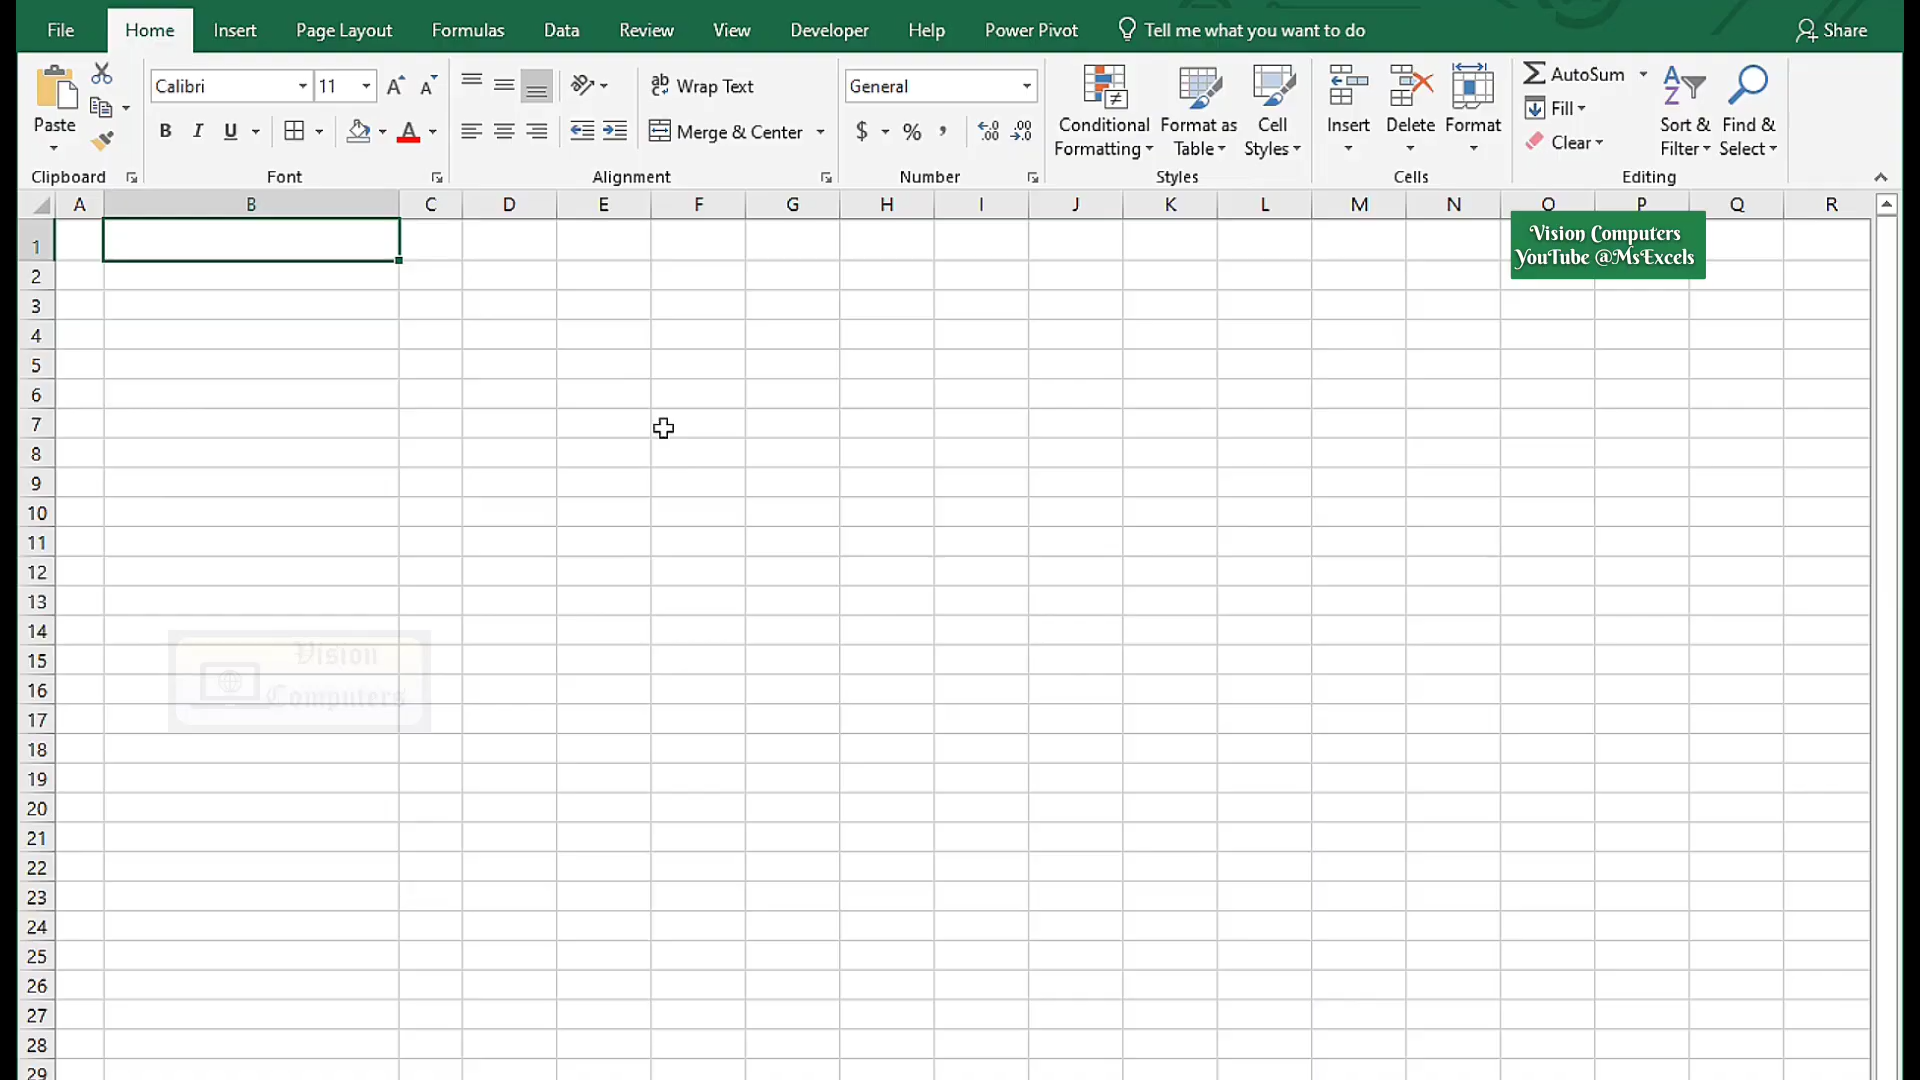 File Home Insert Page Layout Formulas Data Review View Developer Help Power Pivot Tell me what you want to do Share
Calibri 11 Wrap Text General AutoSum
Paste Conditional Formatting Format as Table Cell Styles Insert Delete Format Fill Sort & Filter Find & Select
B I U A Merge & Center $ % , Clear
Clipboard Font Alignment Number Styles Cells Editing
A B C D E F G H I J K L M N O P Q R
Vision Computers
YouTube @MsExcels
1
2
3
4
5
6
7
8
9
10
11
12
13
14
15
16
17
18
19
20
21
22
23
24
25
26
27
28
29
Vision
Computers